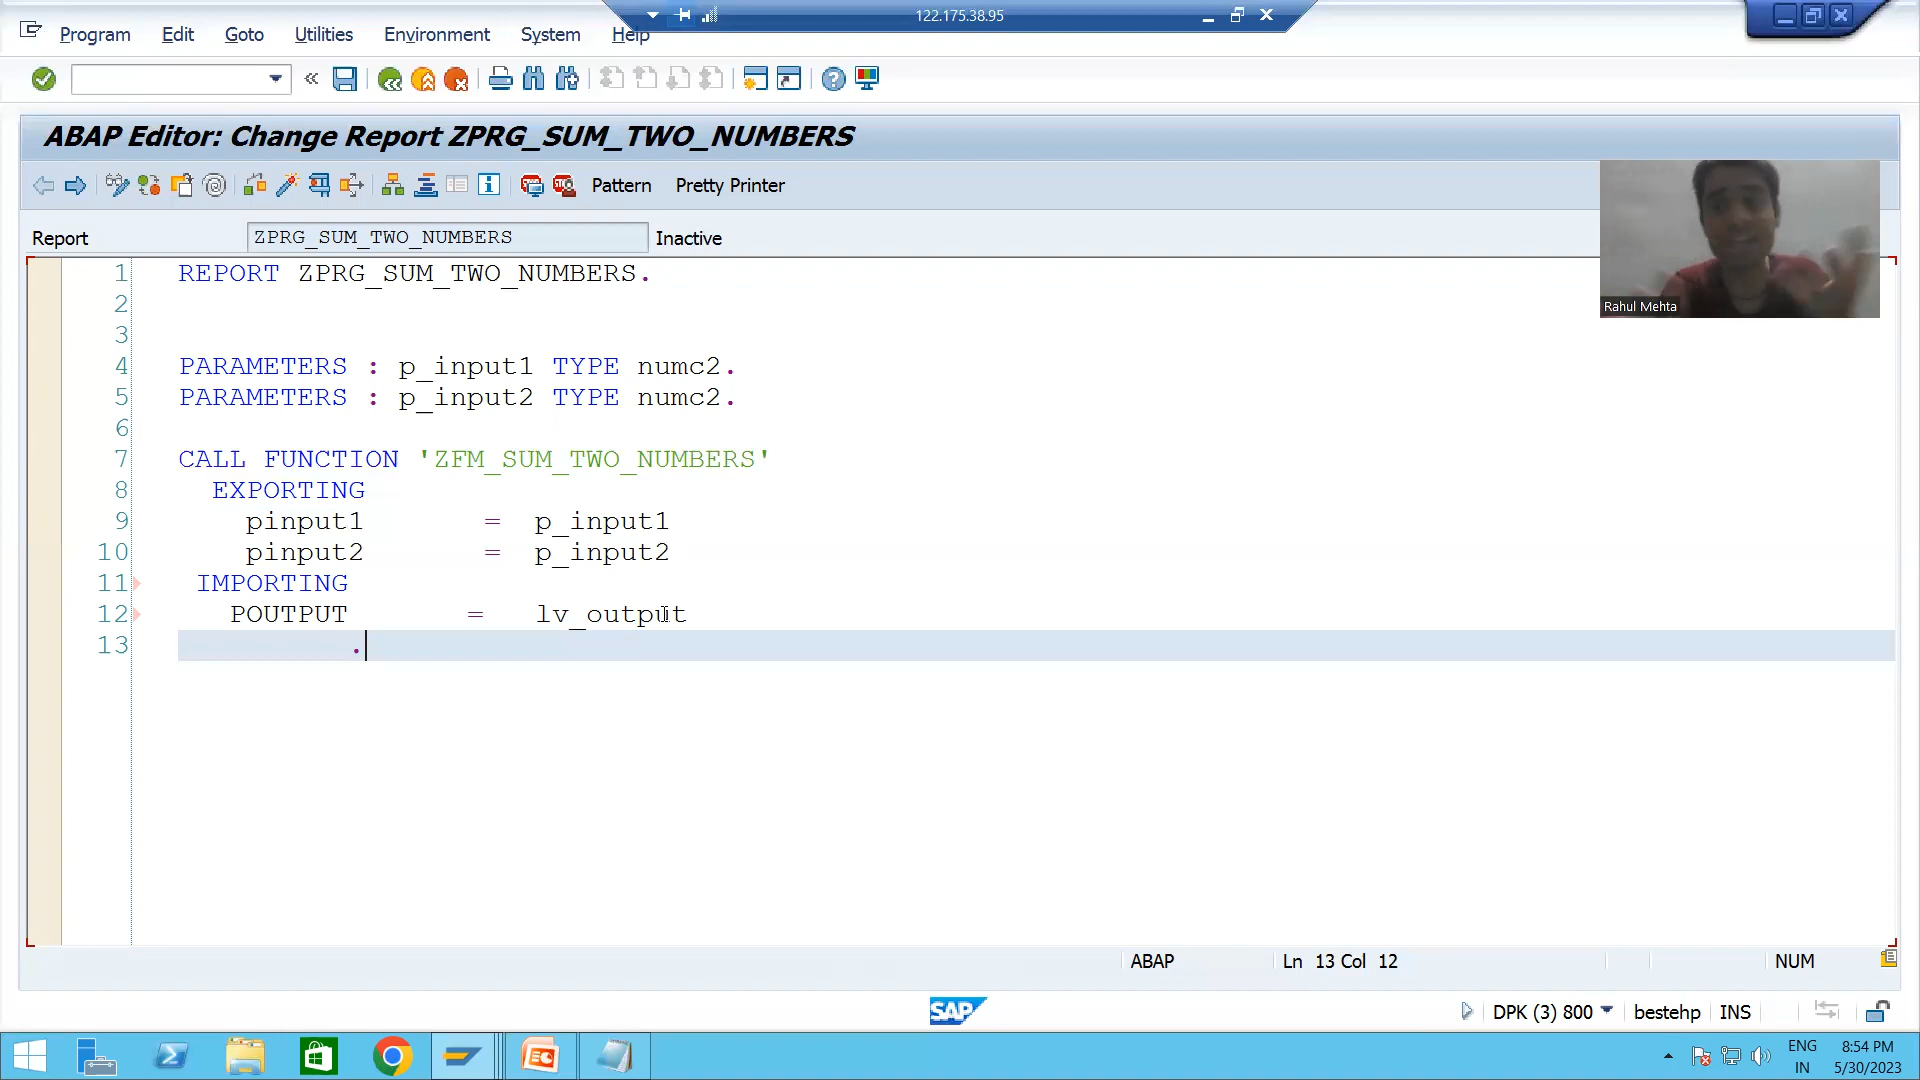 122.175.38.95
Program Edit Goto Utilities Environment System Help
ABAP Editor: Change Report ZPRG_SUM_TWO_NUMBERS
Pattern Pretty Printer
Report ZPRG_SUM_TWO_NUMBERS Inactive
Rahul Mehta
1 REPORT ZPRG_SUM_TWO_NUMBERS.
2
3
4 PARAMETERS : p_input1 TYPE numc2.
5 PARAMETERS : p_input2 TYPE numc2.
6
7 CALL FUNCTION 'ZFM_SUM_TWO_NUMBERS'
8 EXPORTING
9 pinput1 = p_input1
10 pinput2 = p_input2
11 IMPORTING
12 POUTPUT = lv_output
13 .
ABAP Ln 13 Col 12 NUM
SAP DPK (3) 800 bestehp INS
ENG 8:54 PM
IN 5/30/2023